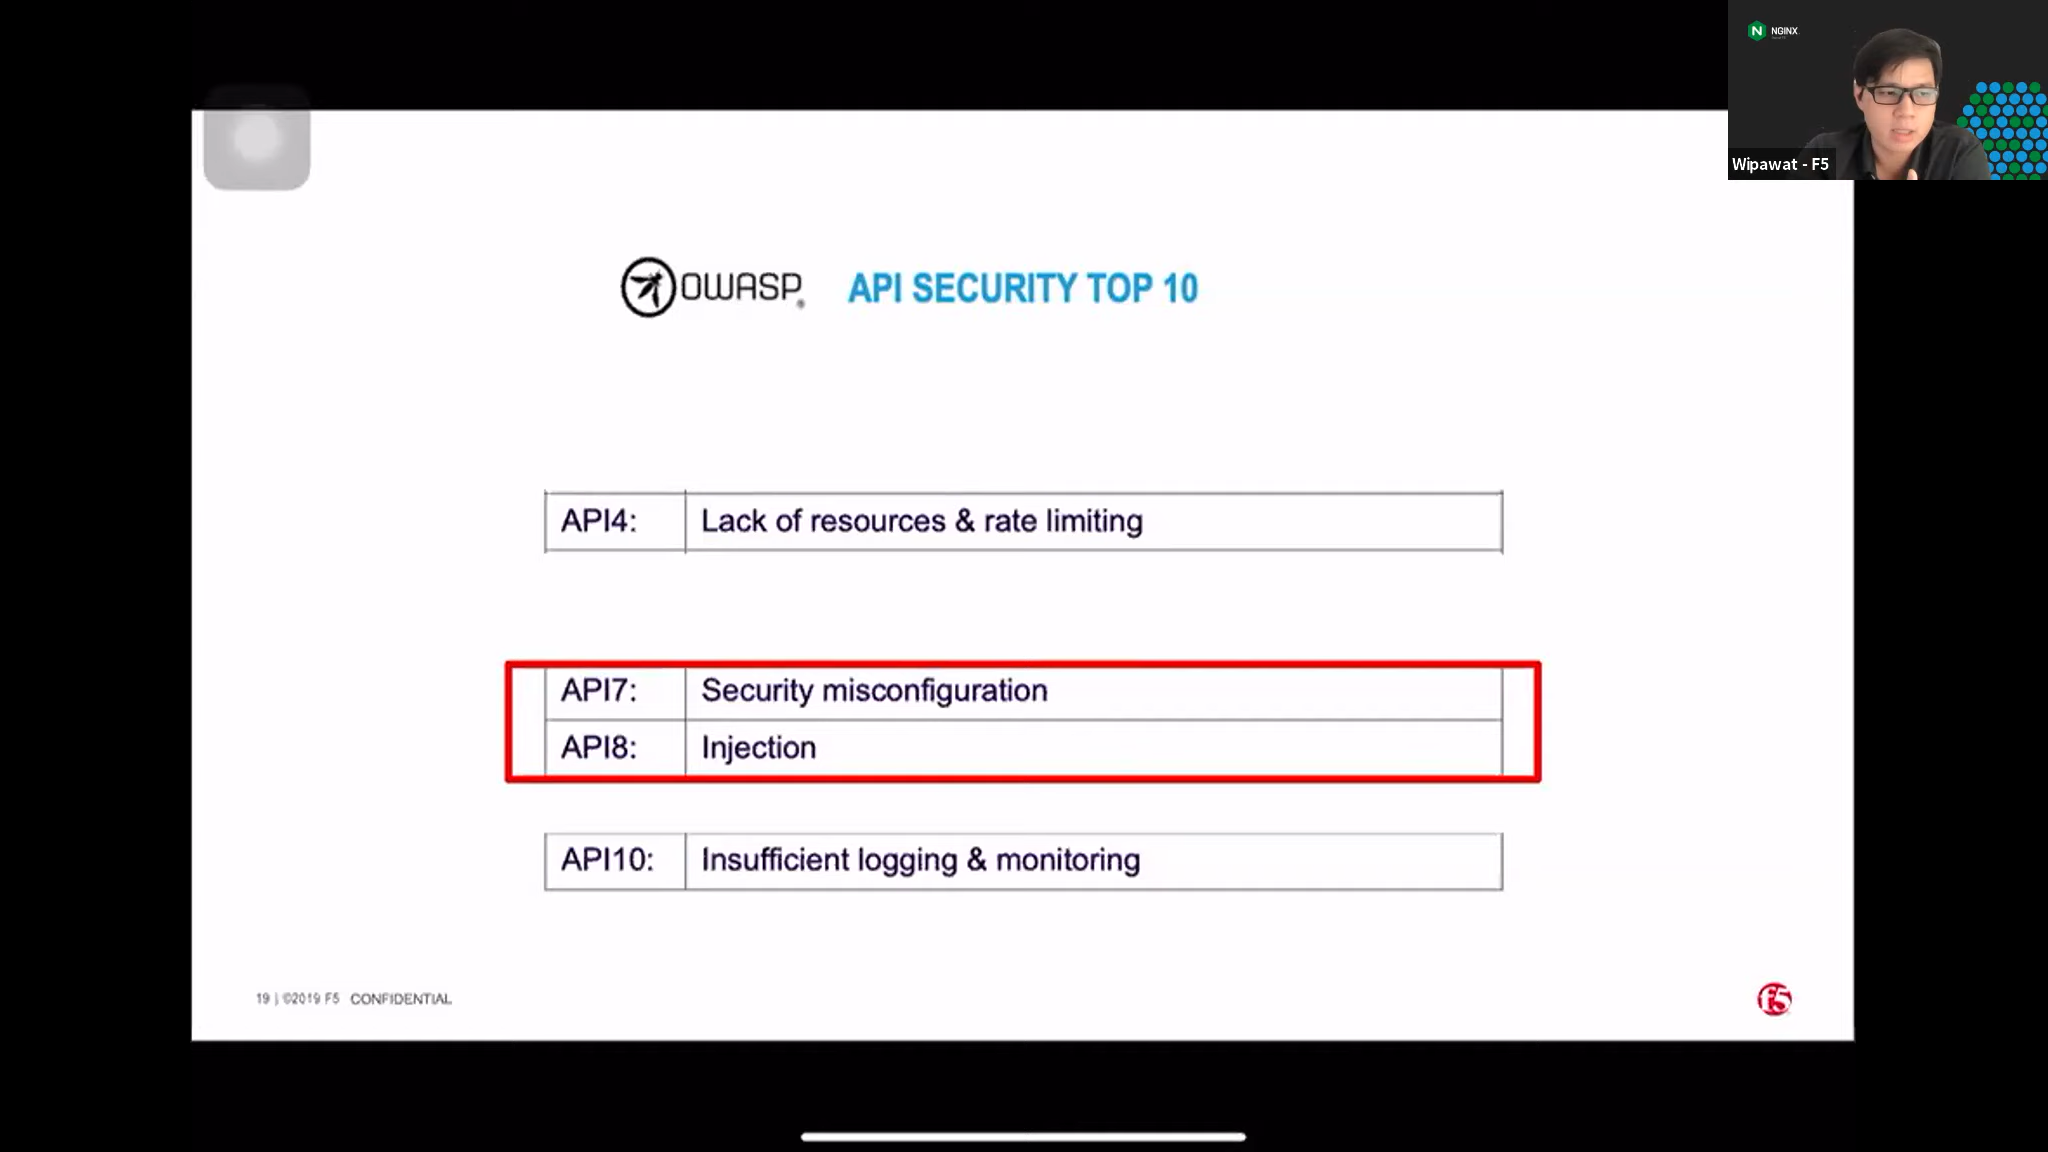 NGINX
Wipawat - F5
OWASP
API SECURITY TOP 10
API4: Lack of resources & rate limiting
API7: Security misconfiguration
API8: Injection
API10: Insufficient logging & monitoring
19 | ©2019 F5 CONFIDENTIAL
f5